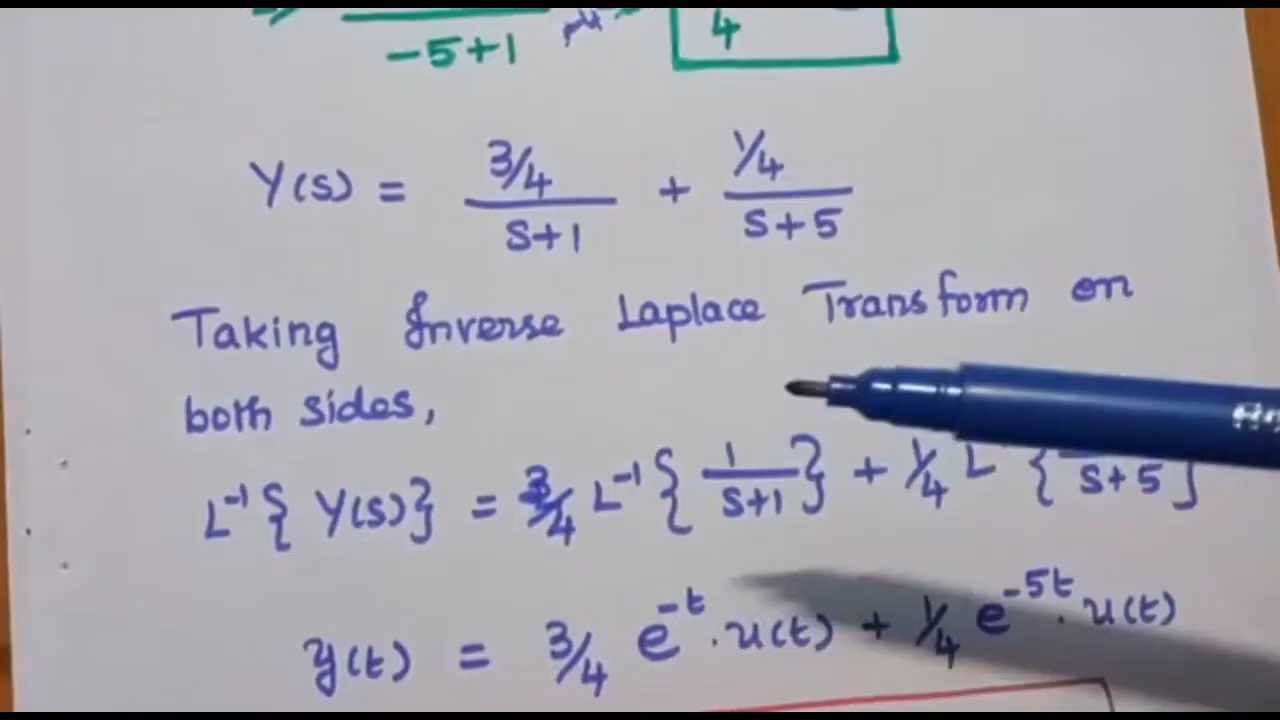 -5+1 4
Y(s) = 3/4 / s+1 + 1/4 / s+5
Taking Inverse Laplace Transform on
both sides,
L⁻¹{ Y(s)} = 3/4 L⁻¹{ 1/s+1 } + 1/4 L { s+5 }
y(t) = 3/4 e⁻ᵗ . u(t) + 1/4 e⁻⁵ᵗ . u(t)